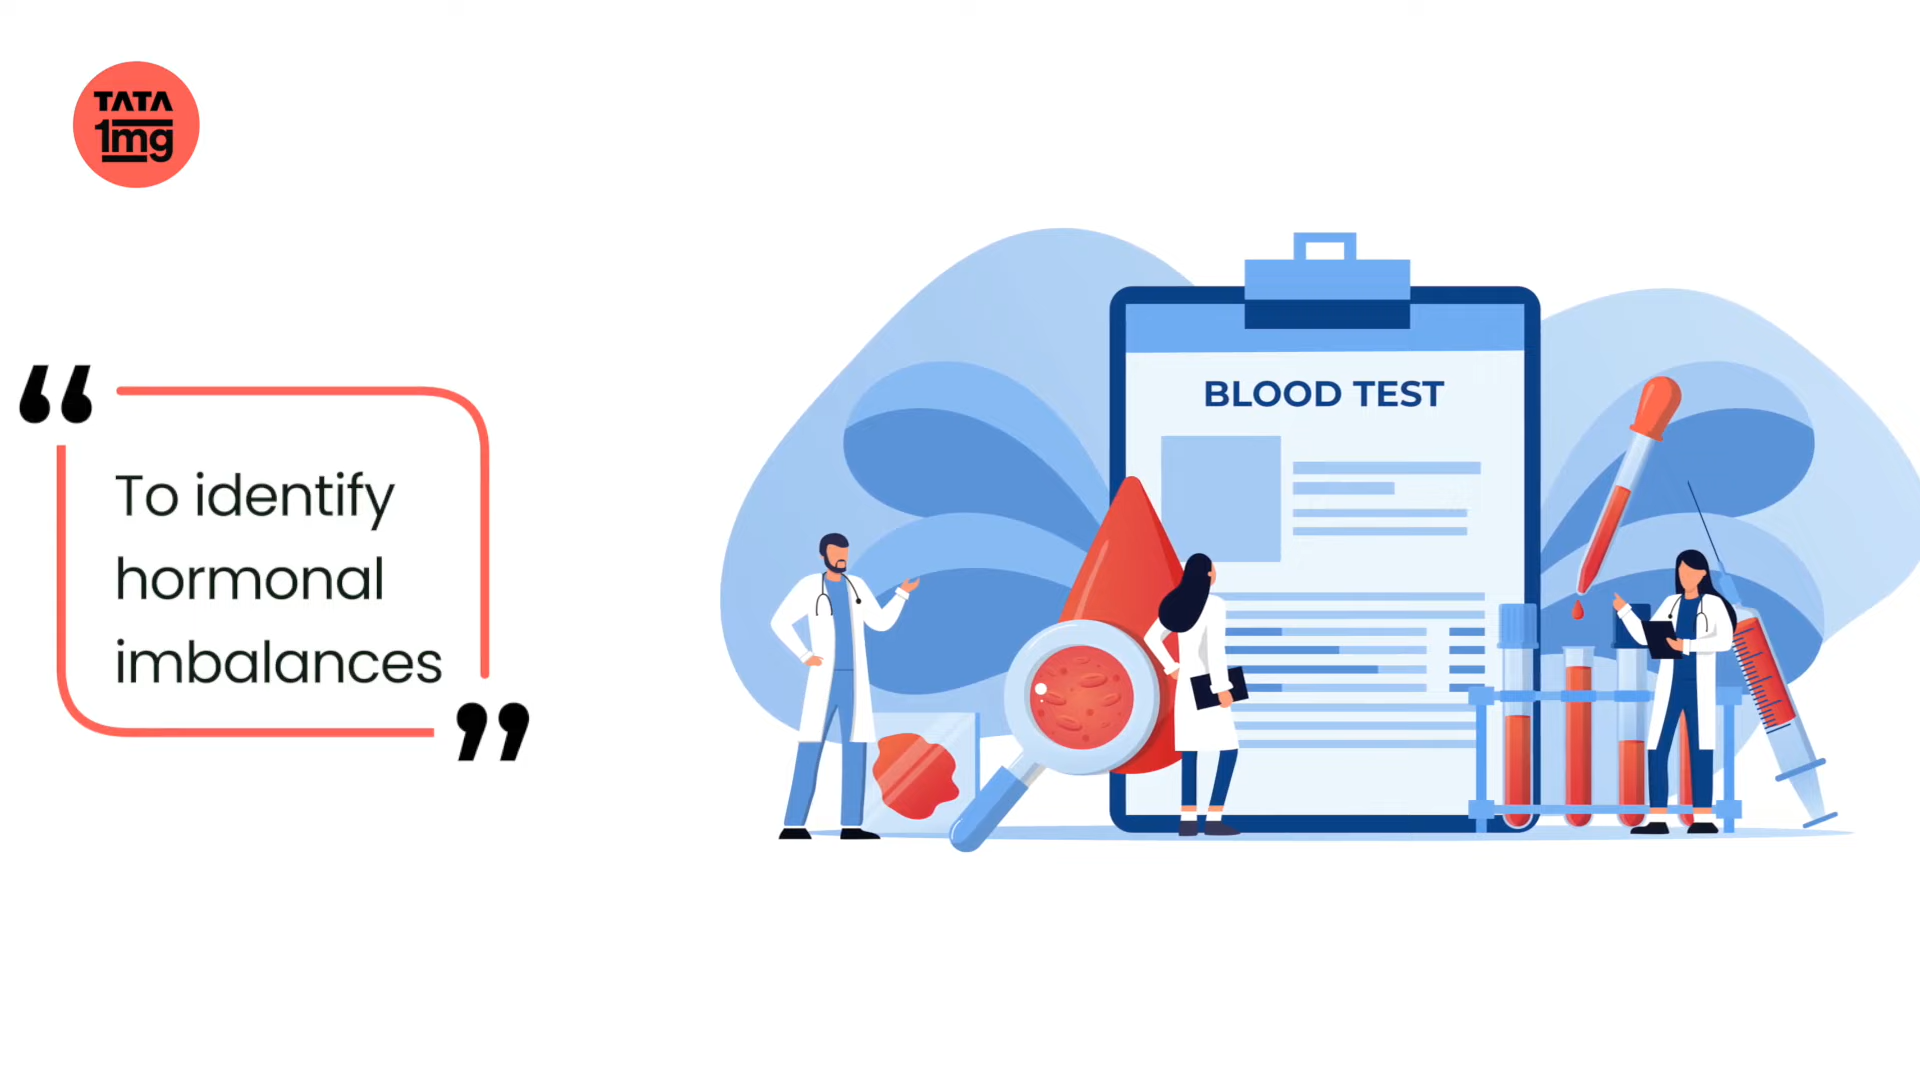 TATA
1mg
“
To identify
hormonal
imbalances
”
BLOOD TEST